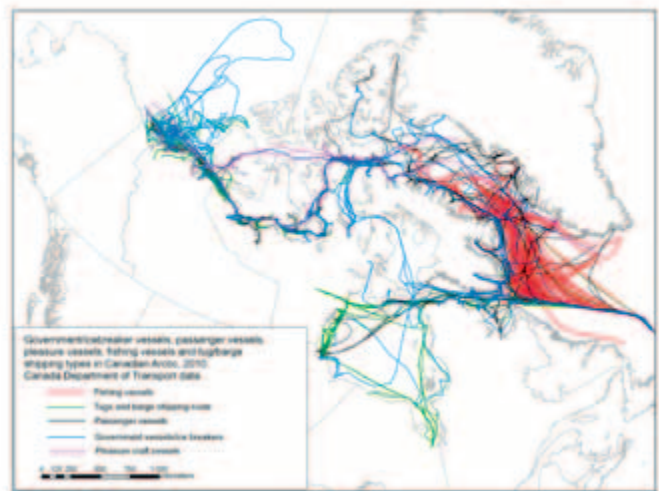 Government/icebreaker vessels, passenger vessels,
pleasure vessels, fishing vessels and tug/barge
shipping types in Canadian Arctic, 2010.
Canada Department of Transport data.
Fishing vessels
Tugs and barge shipping route
Passenger vessels
Government vessels/ice breakers
Pleasure craft vessels